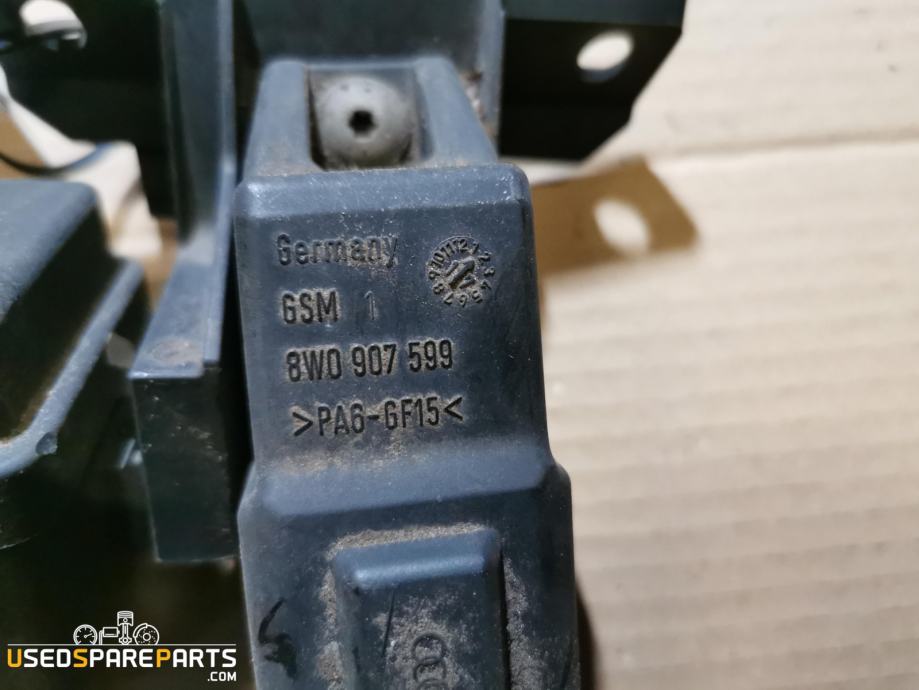 Germany
GSM 1
8W0 907 599
>PA6-GF15<
USEDSPAREPARTS
.COM